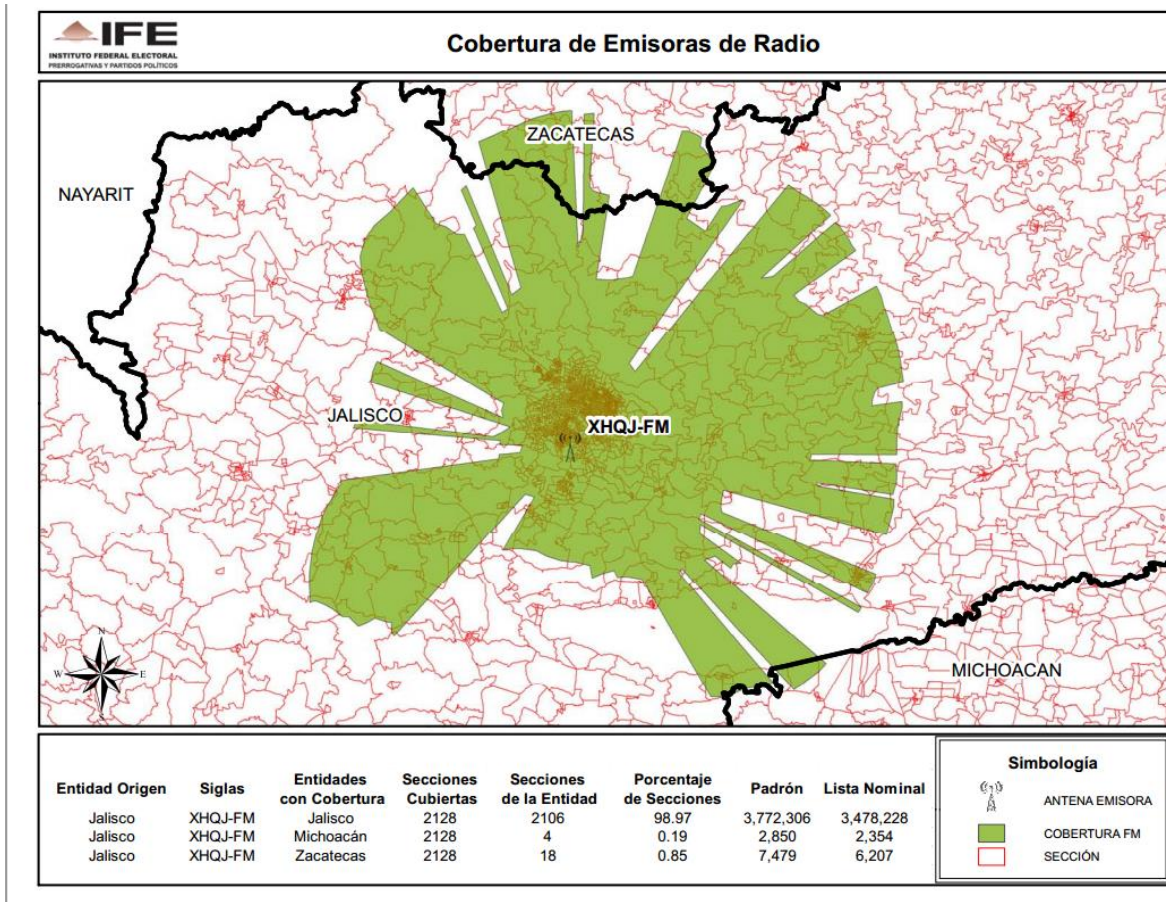 IFE
INSTITUTO FEDERAL ELECTORAL
PRERROGATIVAS Y PARTIDOS POLÍTICOS
Cobertura de Emisoras de Radio
ZACATECAS
NAYARIT
JALISCO
XHQJ-FM
MICHOACAN
N
W E
S
Entidad Origen Siglas Entidades con Cobertura Secciones Cubiertas Secciones de la Entidad Porcentaje de Secciones Padrón Lista Nominal
Jalisco XHQJ-FM Jalisco 2128 2106 98.97 3,772,306 3,478,228
Jalisco XHQJ-FM Michoacán 2128 4 0.19 2,850 2,354
Jalisco XHQJ-FM Zacatecas 2128 18 0.85 7,479 6,207
Simbología
ANTENA EMISORA
COBERTURA FM
SECCIÓN